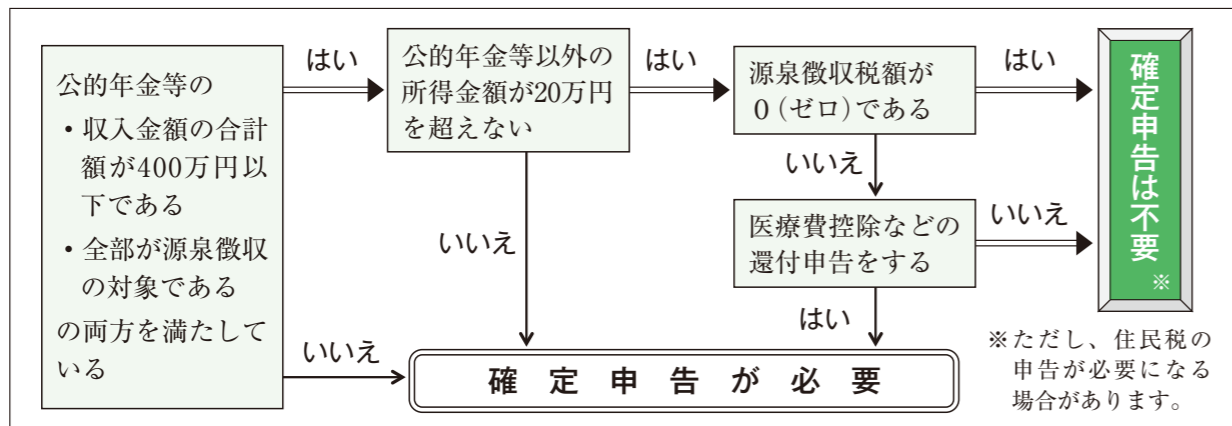 公的年金等の
・収入金額の合計
額が400万円以
下である
・全部が源泉徴収
の対象である
の両方を満たして
いる
はい
いいえ
公的年金等以外の
所得金額が20万円
を超えない
はい
いいえ
源泉徴収税額が
0（ゼロ）である
はい
いいえ
医療費控除などの
還付申告をする
いいえ
はい
確定申告は不要
※
確定申告が必要
※ただし、住民税の
申告が必要になる
場合があります。